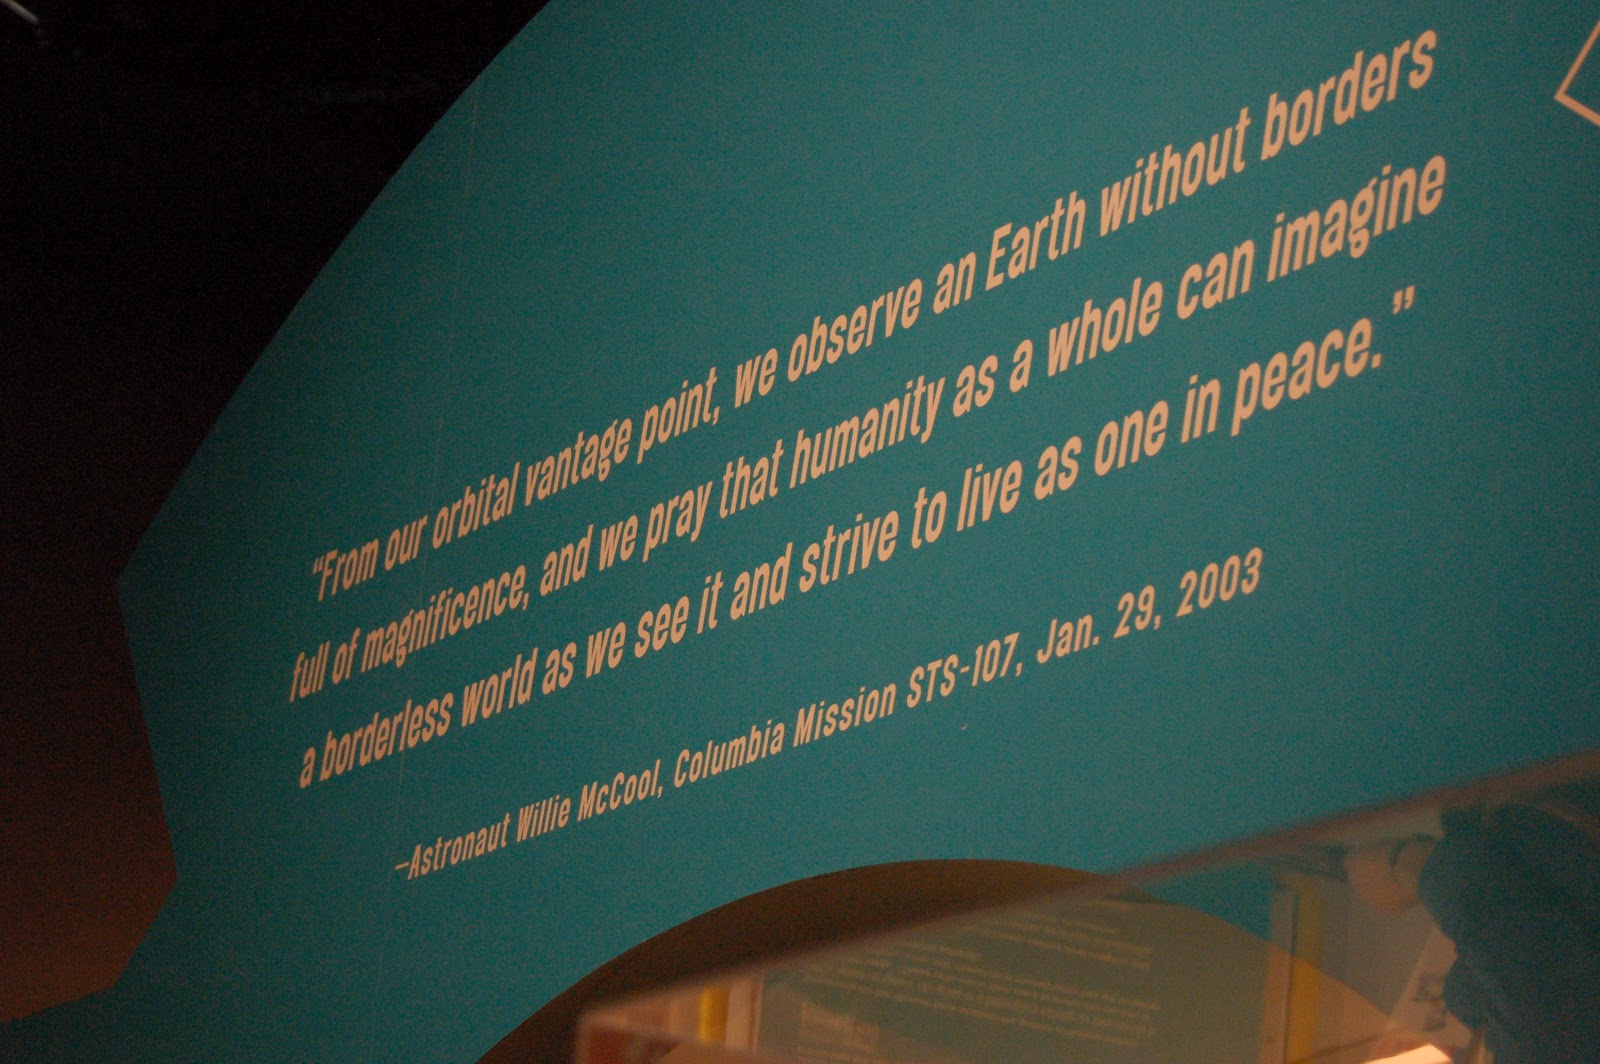 “From our orbital vantage point, we observe an Earth without borders
full of magnificence, and we pray that humanity as a whole can imagine
a borderless world as we see it and strive to live as one in peace.”
—Astronaut Willie McCool, Columbia Mission STS-107, Jan. 29, 2003